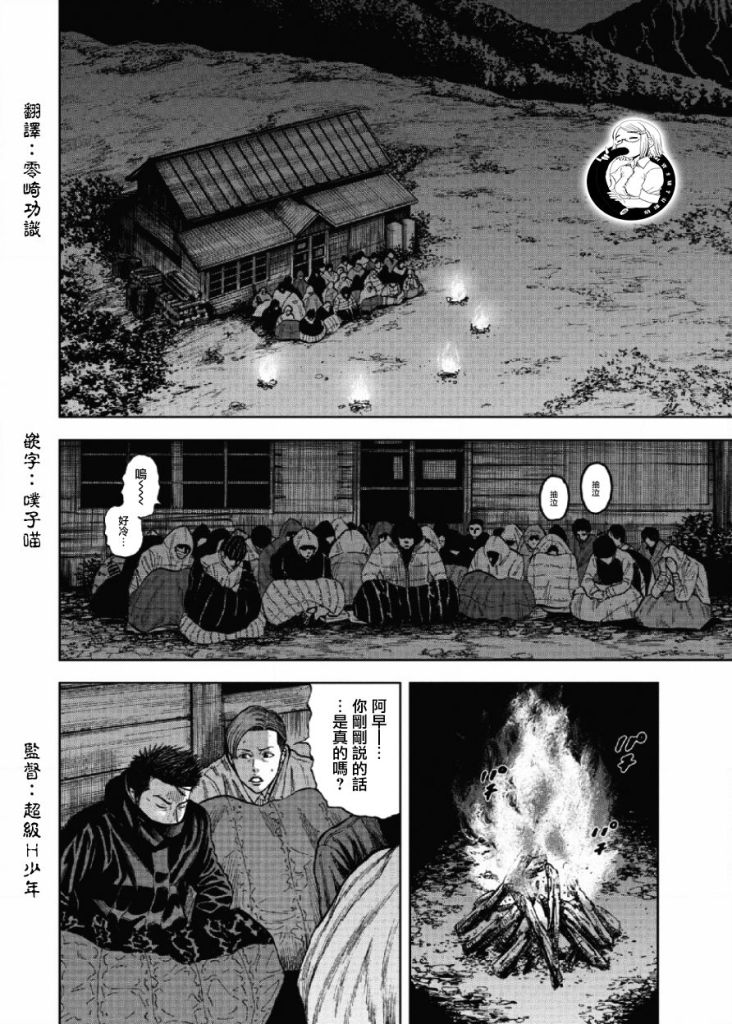 翻譯：零崎功識
嵌字：噗子喵
監督：超級H少年
抽泣
抽泣
嗚~~~
好冷…
パチ
パチ
パチ
阿早—…
你剛剛説的話
…是真的嗎？